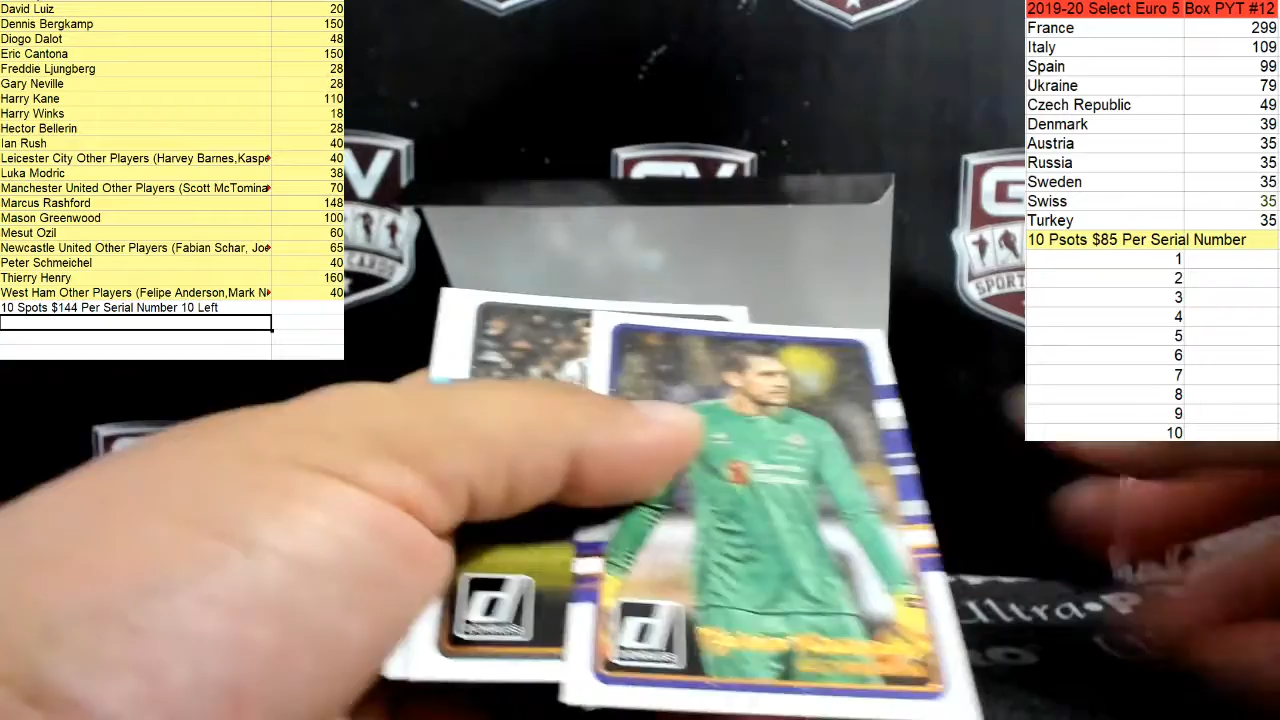 David Luiz 20
Dennis Bergkamp 150
Diogo Dalot 48
Eric Cantona 150
Freddie Ljungberg 28
Gary Neville 28
Harry Kane 110
Harry Winks 18
Hector Bellerin 28
Ian Rush 40
Leicester City Other Players (Harvey Barnes,Kaspe 40
Luka Modric 38
Manchester United Other Players (Scott McTomina 70
Marcus Rashford 148
Mason Greenwood 100
Mesut Ozil 60
Newcastle United Other Players (Fabian Schar, Joe 65
Peter Schmeichel 40
Thierry Henry 160
West Ham Other Players (Felipe Anderson,Mark N 40
10 Spots $144 Per Serial Number 10 Left
2019-20 Select Euro 5 Box PYT #12
France 299
Italy 109
Spain 99
Ukraine 79
Czech Republic 49
Denmark 39
Austria 35
Russia 35
Sweden 35
Swiss 35
Turkey 35
10 Psots $85 Per Serial Number
1
2
3
4
5
6
7
8
9
10
GV
SPORT
d
d
Ultra